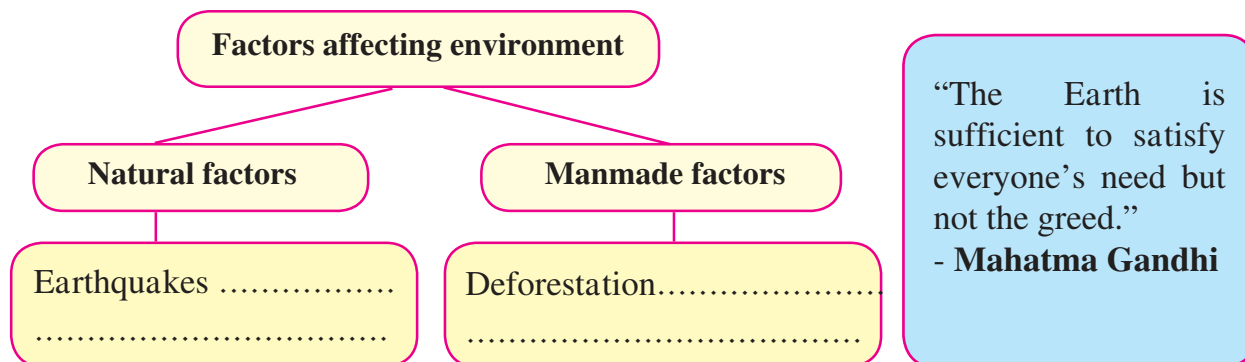 Factors affecting environment
Natural factors
Manmade factors
Earthquakes ..................
..................................
Deforestation.......................
.......................................
“The Earth is
sufficient to satisfy
everyone’s need but
not the greed.”
- Mahatma Gandhi